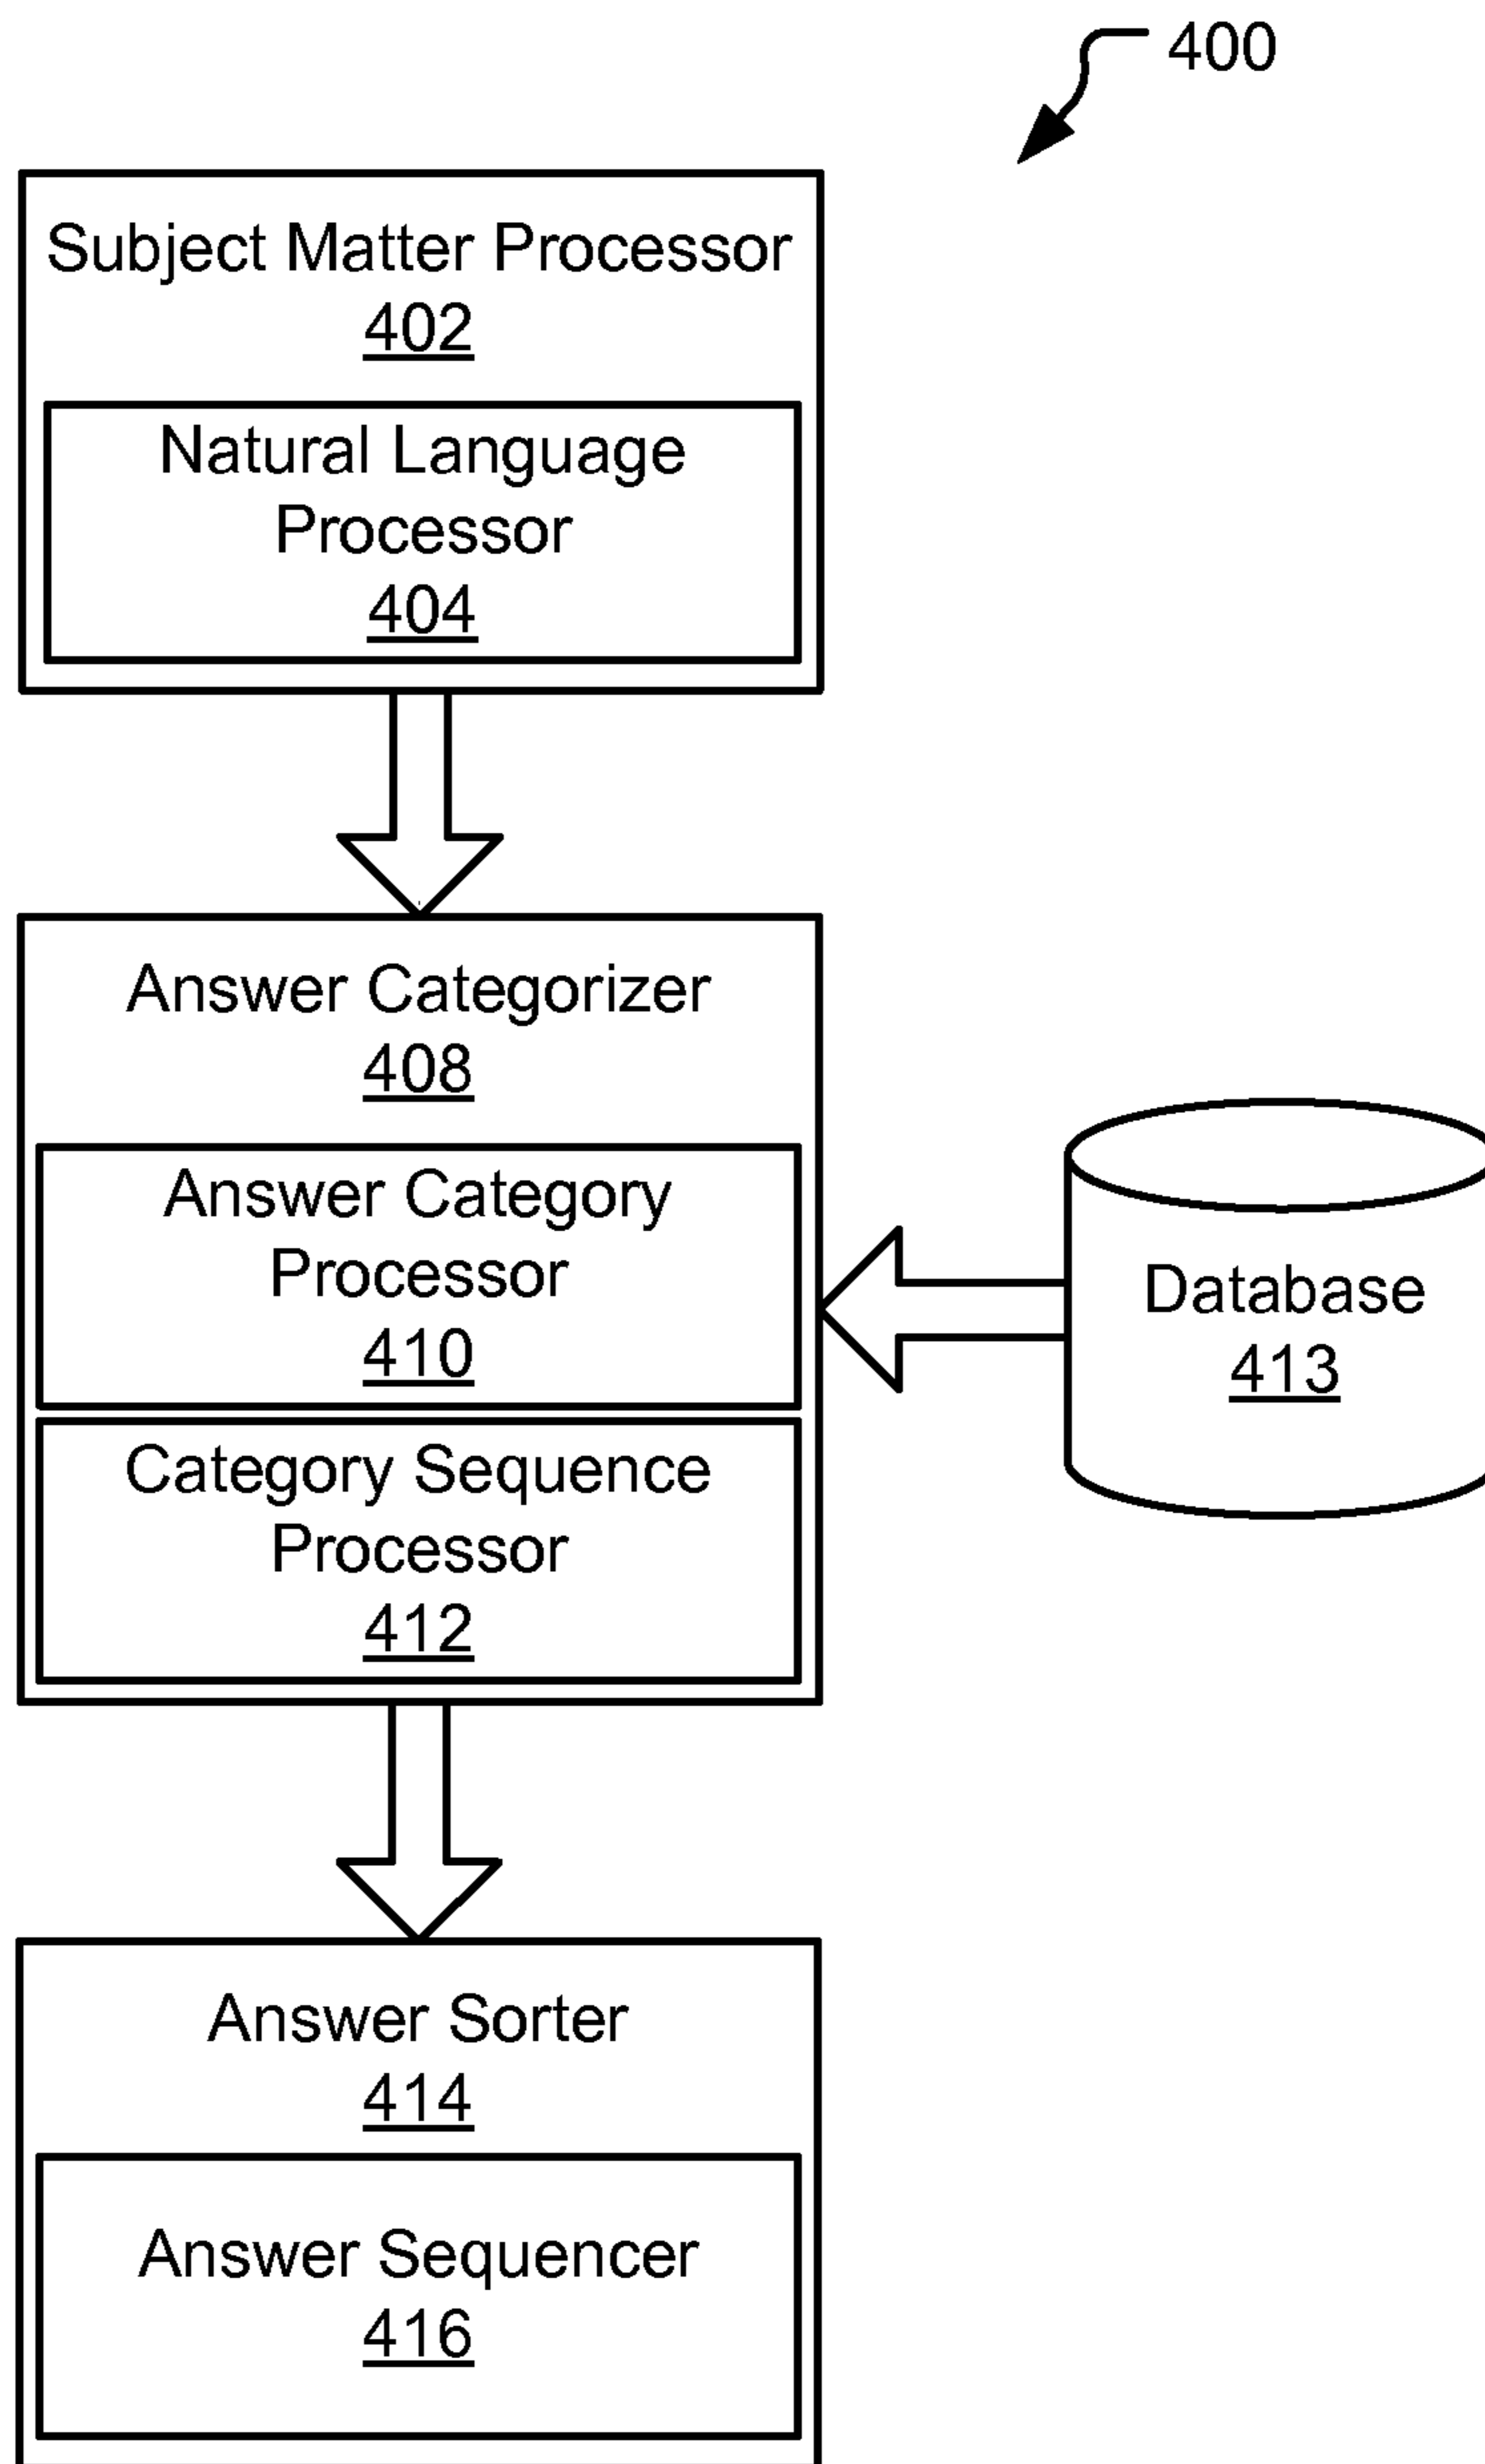 400
Subject Matter Processor
402
Natural Language
Processor
404
Answer Categorizer
408
Answer Category
Processor
410
Category Sequence
Processor
412
Database
413
Answer Sorter
414
Answer Sequencer
416